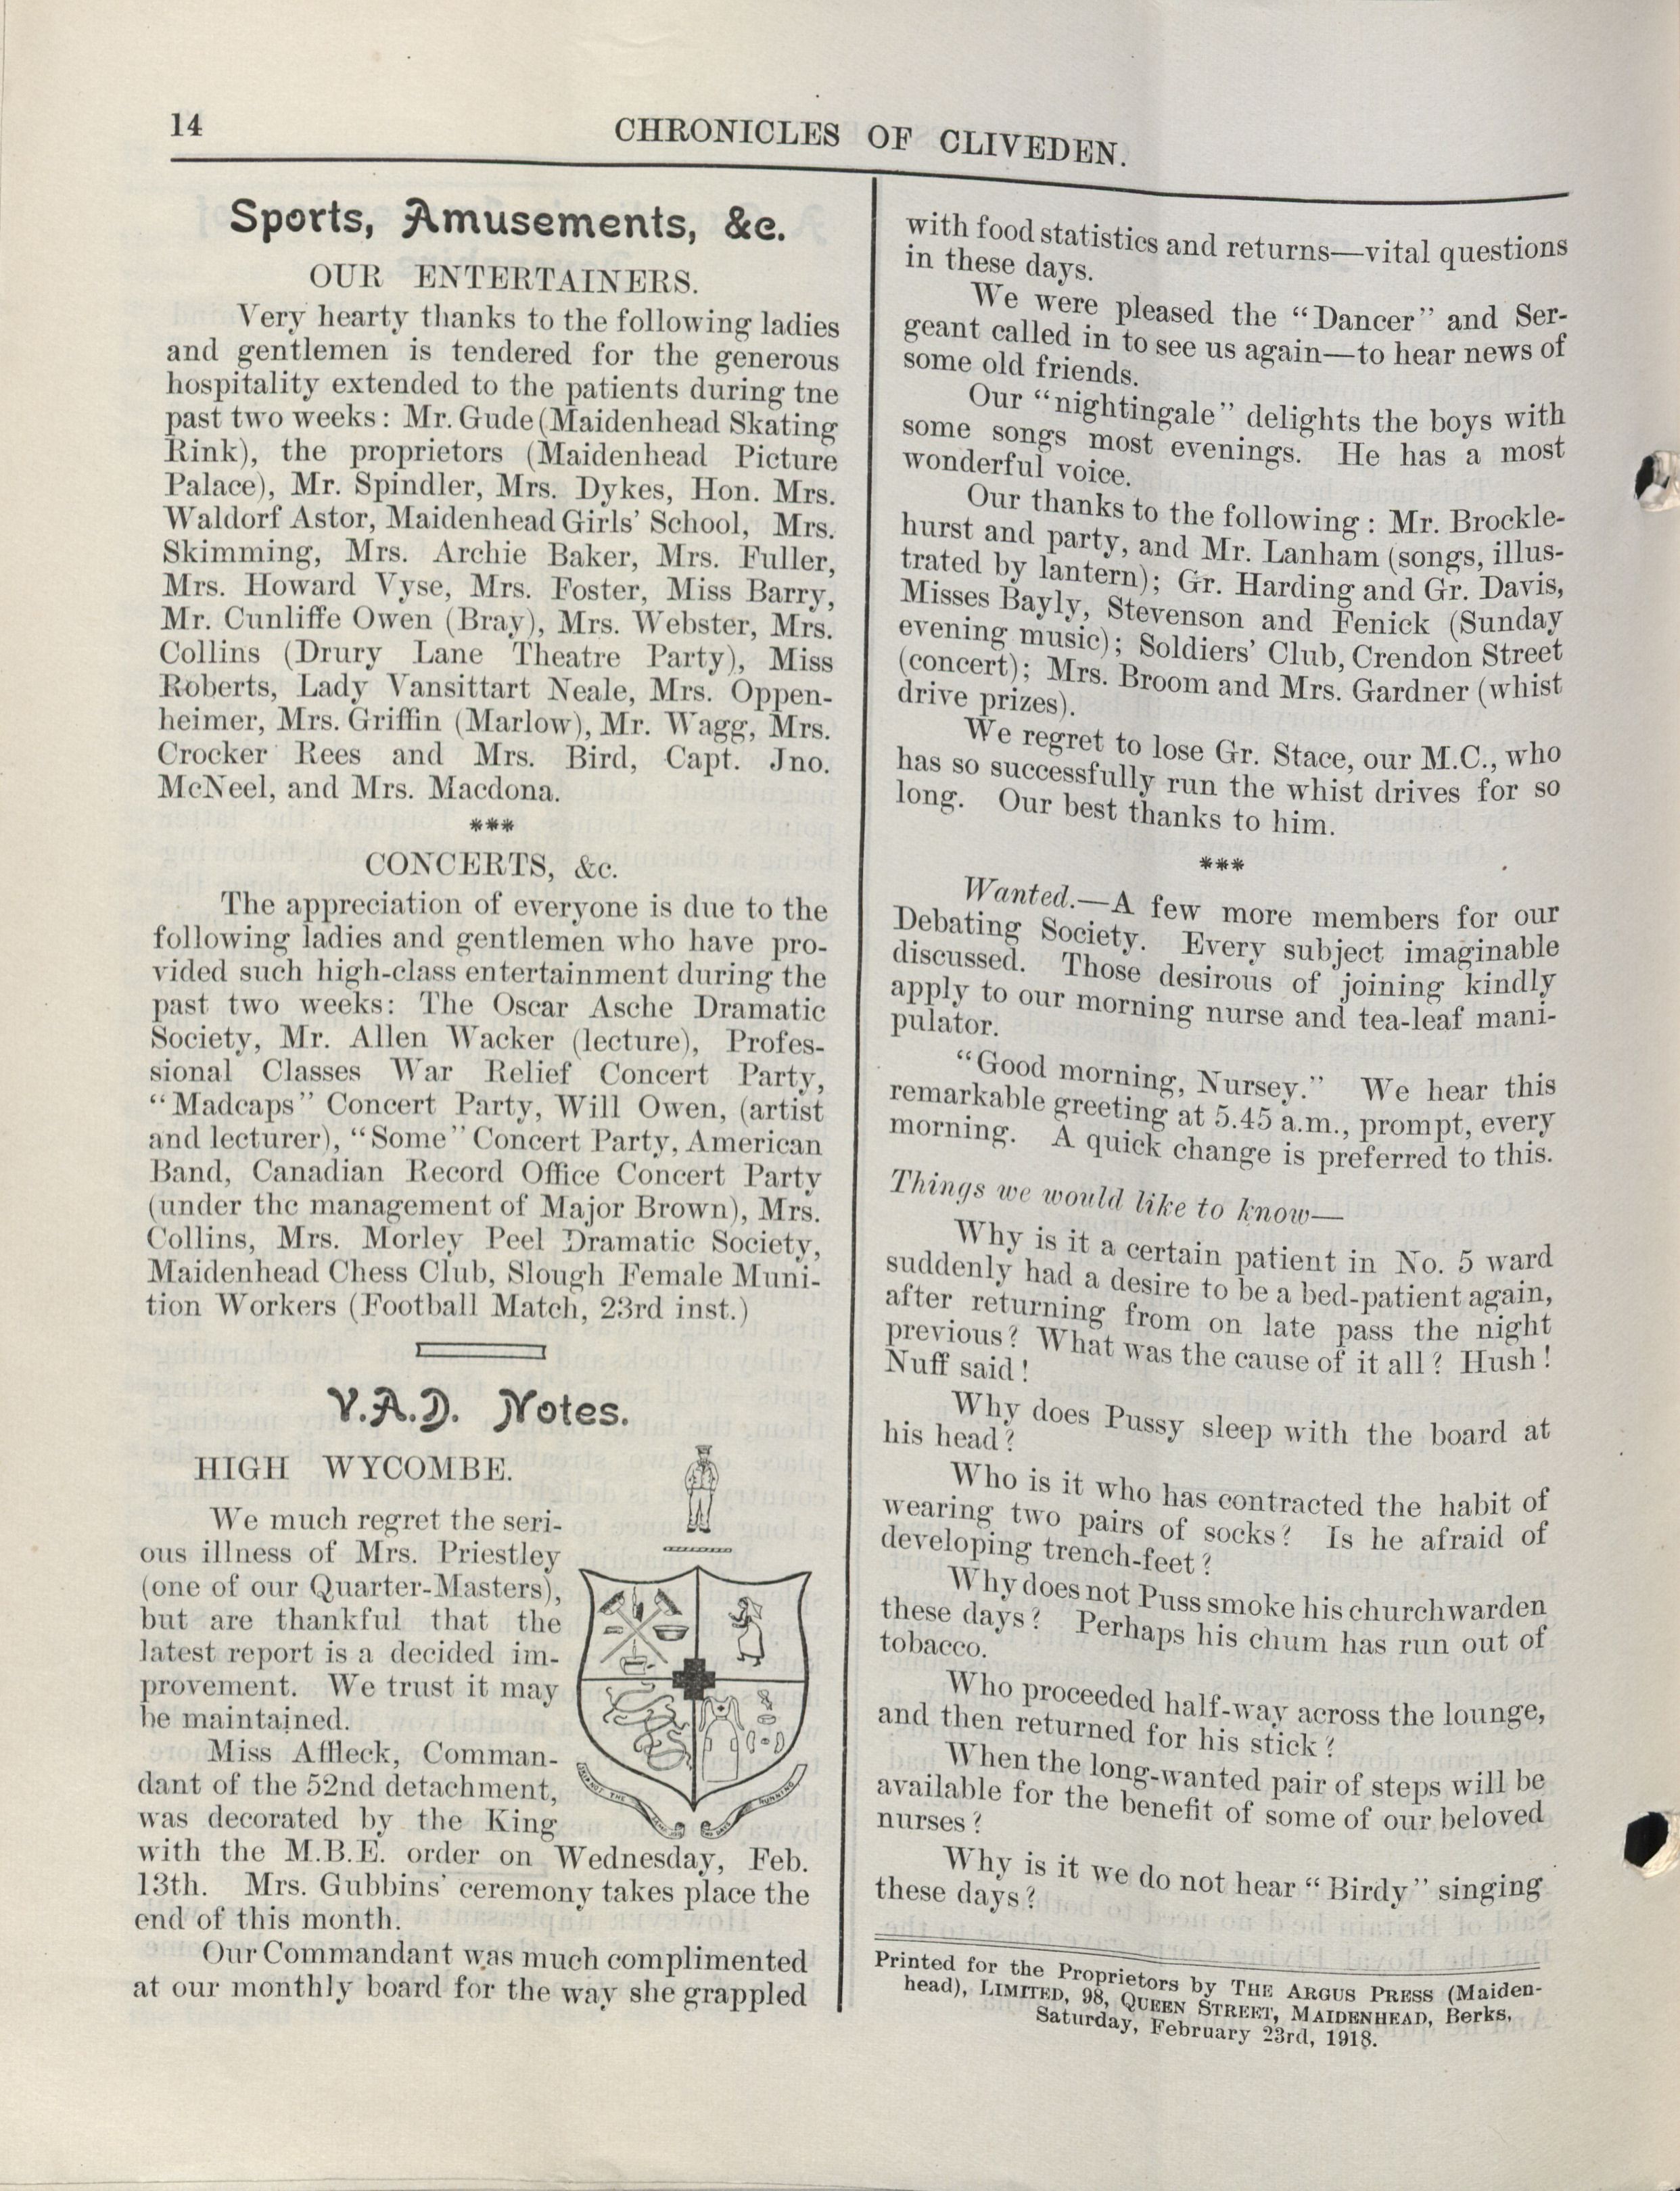 14
CHRONICLES OF CLIVEDEN.
Sports, Amusements, &c.
OUR ENTERTAINERS.
Very hearty thanks to the following ladies
and gentlemen is tendered for the generous
hospitality extended to the patients during tne
past two weeks: Mr. Gude (Maidenhead Skating
Rink), the proprietors (Maidenhead Picture
Palace), Mr. Spindler, Mrs. Dykes, Hon. Mrs.
Waldorf Astor, Maidenhead Girls' School, Mrs.
Skimming, Mrs. Archie Baker, Mrs. Fuller,
Mrs. Howard Vyse, Mrs. Foster, Miss Barry,
Mr. Cunliffe Owen (Bray), Mrs. Webster, Mrs.
Collins (Drury Lane Theatre Party), Miss
Roberts, Lady Vansittart Neale, Mrs. Oppen-
heimer, Mrs. Griffin (Marlow), Mr. Wagg, Mrs.
Crocker Rees and Mrs. Bird, Capt. Jno.
McNeel, and Mrs. Macdona.
***
CONCERTS, &c.
The appreciation of everyone is due to the
following ladies and gentlemen who have pro-
vided such high-class entertainment during the
past two weeks: The Oscar Asche Dramatic
Society, Mr. Allen Wacker (lecture), Profes-
sional Classes War Relief Concert Party,
"Madcaps" Concert Party, Will Owen, (artist
and lecturer), "Some" Concert Party, American
Band, Canadian Record Office Concert Party
(under the management of Major Brown), Mrs.
Collins, Mrs. Morley Peel Dramatic Society,
Maidenhead Chess Club, Slough Female Muni-
tion Workers (Football Match, 23rd inst.)
V.A.D. Notes.
HIGH WYCOMBE.
We much regret the seri-
ous illness of Mrs. Priestley
(one of our Quarter-Masters),
but are thankful that the
latest report is a decided im-
provement. We trust it may
be maintained.
Miss Affleck, Comman-
dant of the 52nd detachment,
was decorated by the King
with the M.B.E. order on Wednesday, Feb.
13th. Mrs. Gubbins' ceremony takes place the
end of this month.
Our Commandant was much complimented
at our monthly board for the way she grappled
with food statistics and returns—vital questions
in these days.
We were pleased the "Dancer" and Ser-
geant called in to see us again—to hear news of
some old friends.
Our "nightingale" delights the boys with
some songs most evenings. He has a most
wonderful voice.
Our thanks to the following: Mr. Brockle-
hurst and party, and Mr. Lanham (songs, illus-
trated by lantern); Gr. Harding and Gr. Davis,
Misses Bayly, Stevenson and Fenick (Sunday
evening music); Soldiers' Club, Crendon Street
(concert); Mrs. Broom and Mrs. Gardner (whist
drive prizes).
We regret to lose Gr. Stace, our M.C., who
has so successfully run the whist drives for so
long. Our best thanks to him.
***
Wanted.—A few more members for our
Debating Society. Every subject imaginable
discussed. Those desirous of joining kindly
apply to our morning nurse and tea-leaf mani-
pulator.
"Good morning, Nursey." We hear this
remarkable greeting at 5.45 a.m., prompt, every
morning. A quick change is preferred to this.
Things we would like to know—
Why is it a certain patient in No. 5 ward
suddenly had a desire to be a bed-patient again,
after returning from on late pass the night
previous? What was the cause of it all? Hush!
Nuff said!
Why does Pussy sleep with the board at
his head?
Who is it who has contracted the habit of
wearing two pairs of socks? Is he afraid of
developing trench-feet?
Why does not Puss smoke his churchwarden
these days? Perhaps his chum has run out of
tobacco.
Who proceeded half-way across the lounge,
and then returned for his stick?
When the long-wanted pair of steps will be
available for the benefit of some of our beloved
nurses?
Why is it we do not hear "Birdy" singing
these days?
Printed for the Proprietors by THE ARGUS PRESS (Maiden-
head), LIMITED, 98, QUEEN STREET, MAIDENHEAD, Berks,
Saturday, February 23rd, 1918.